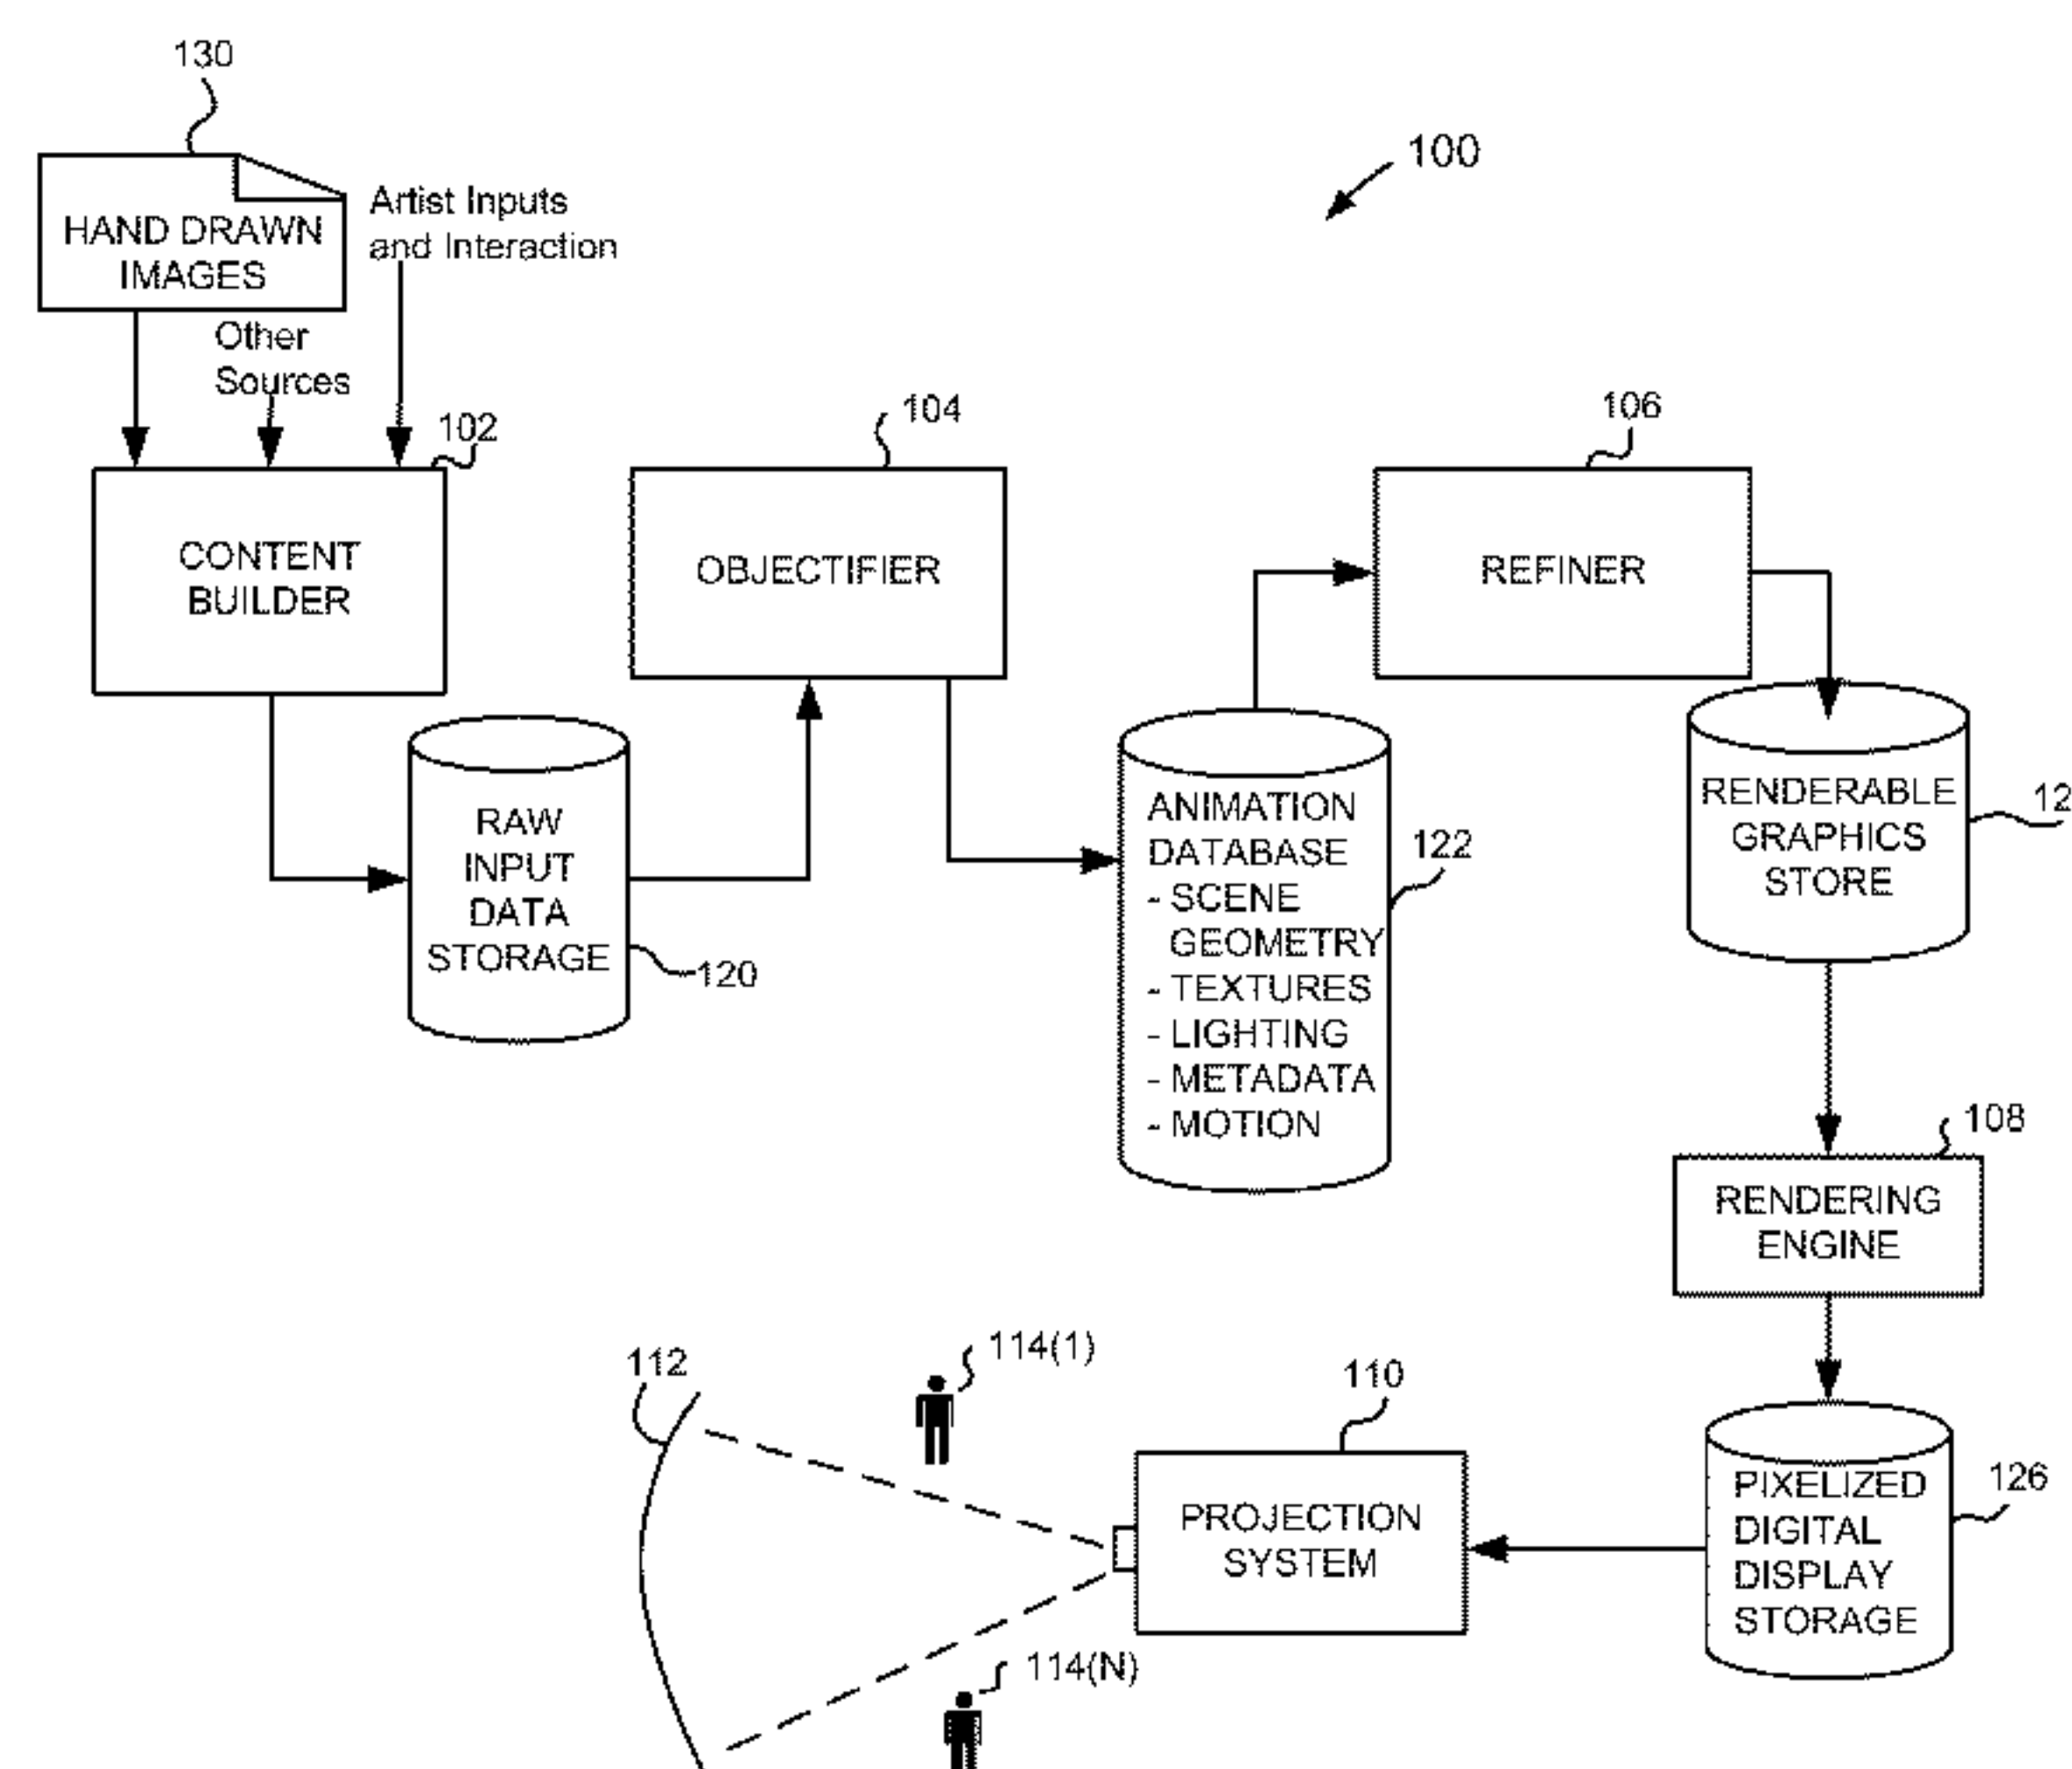 130
100
HAND DRAWN
IMAGES
Artist Inputs
and Interaction
Other
Sources
102
104
106
CONTENT
BUILDER
OBJECTIFIER
REFINER
RAW
INPUT
DATA
STORAGE
120
ANIMATION
DATABASE
- SCENE
GEOMETRY
- TEXTURES
- LIGHTING
- METADATA
- MOTION
122
RENDERABLE
GRAPHICS
STORE
12
108
RENDERING
ENGINE
112
114(1)
110
PROJECTION
SYSTEM
126
PIXELIZED
DIGITAL
DISPLAY
STORAGE
114(N)